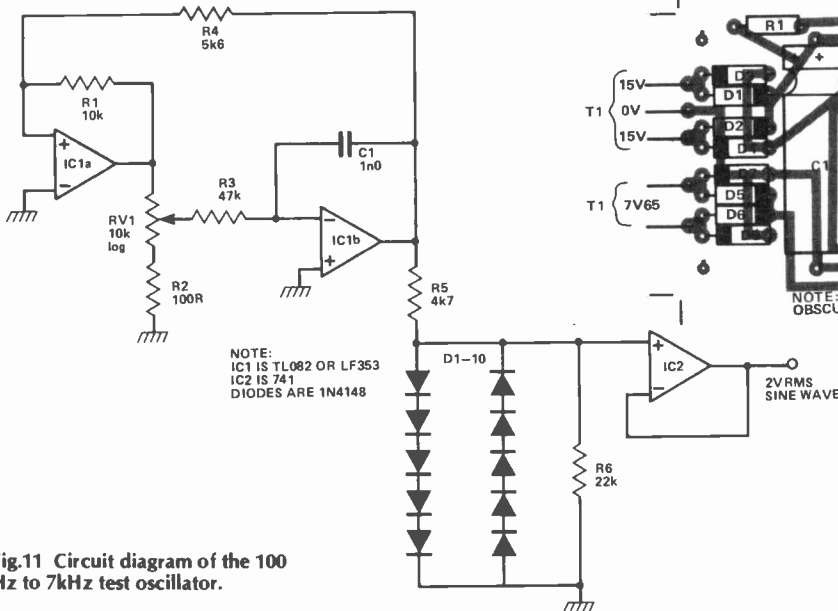 R4
5k6
R1
10k
+
IC1a
−
RV1
10k
log
R2
100R
R3
47k
C1
1n0
−
IC1b
+
R5
4k7
NOTE:
IC1 IS TL082 OR LF353
IC2 IS 741
DIODES ARE 1N4148
D1–10
R6
22k
+
IC2
−
2V RMS
SINE WAVE
R1
+
T1
15V
0V
15V
D1
D2
C1
T1
7V65
D5
D6
NOTE:
OBSCU
ig.11 Circuit diagram of the 100
Hz to 7kHz test oscillator.